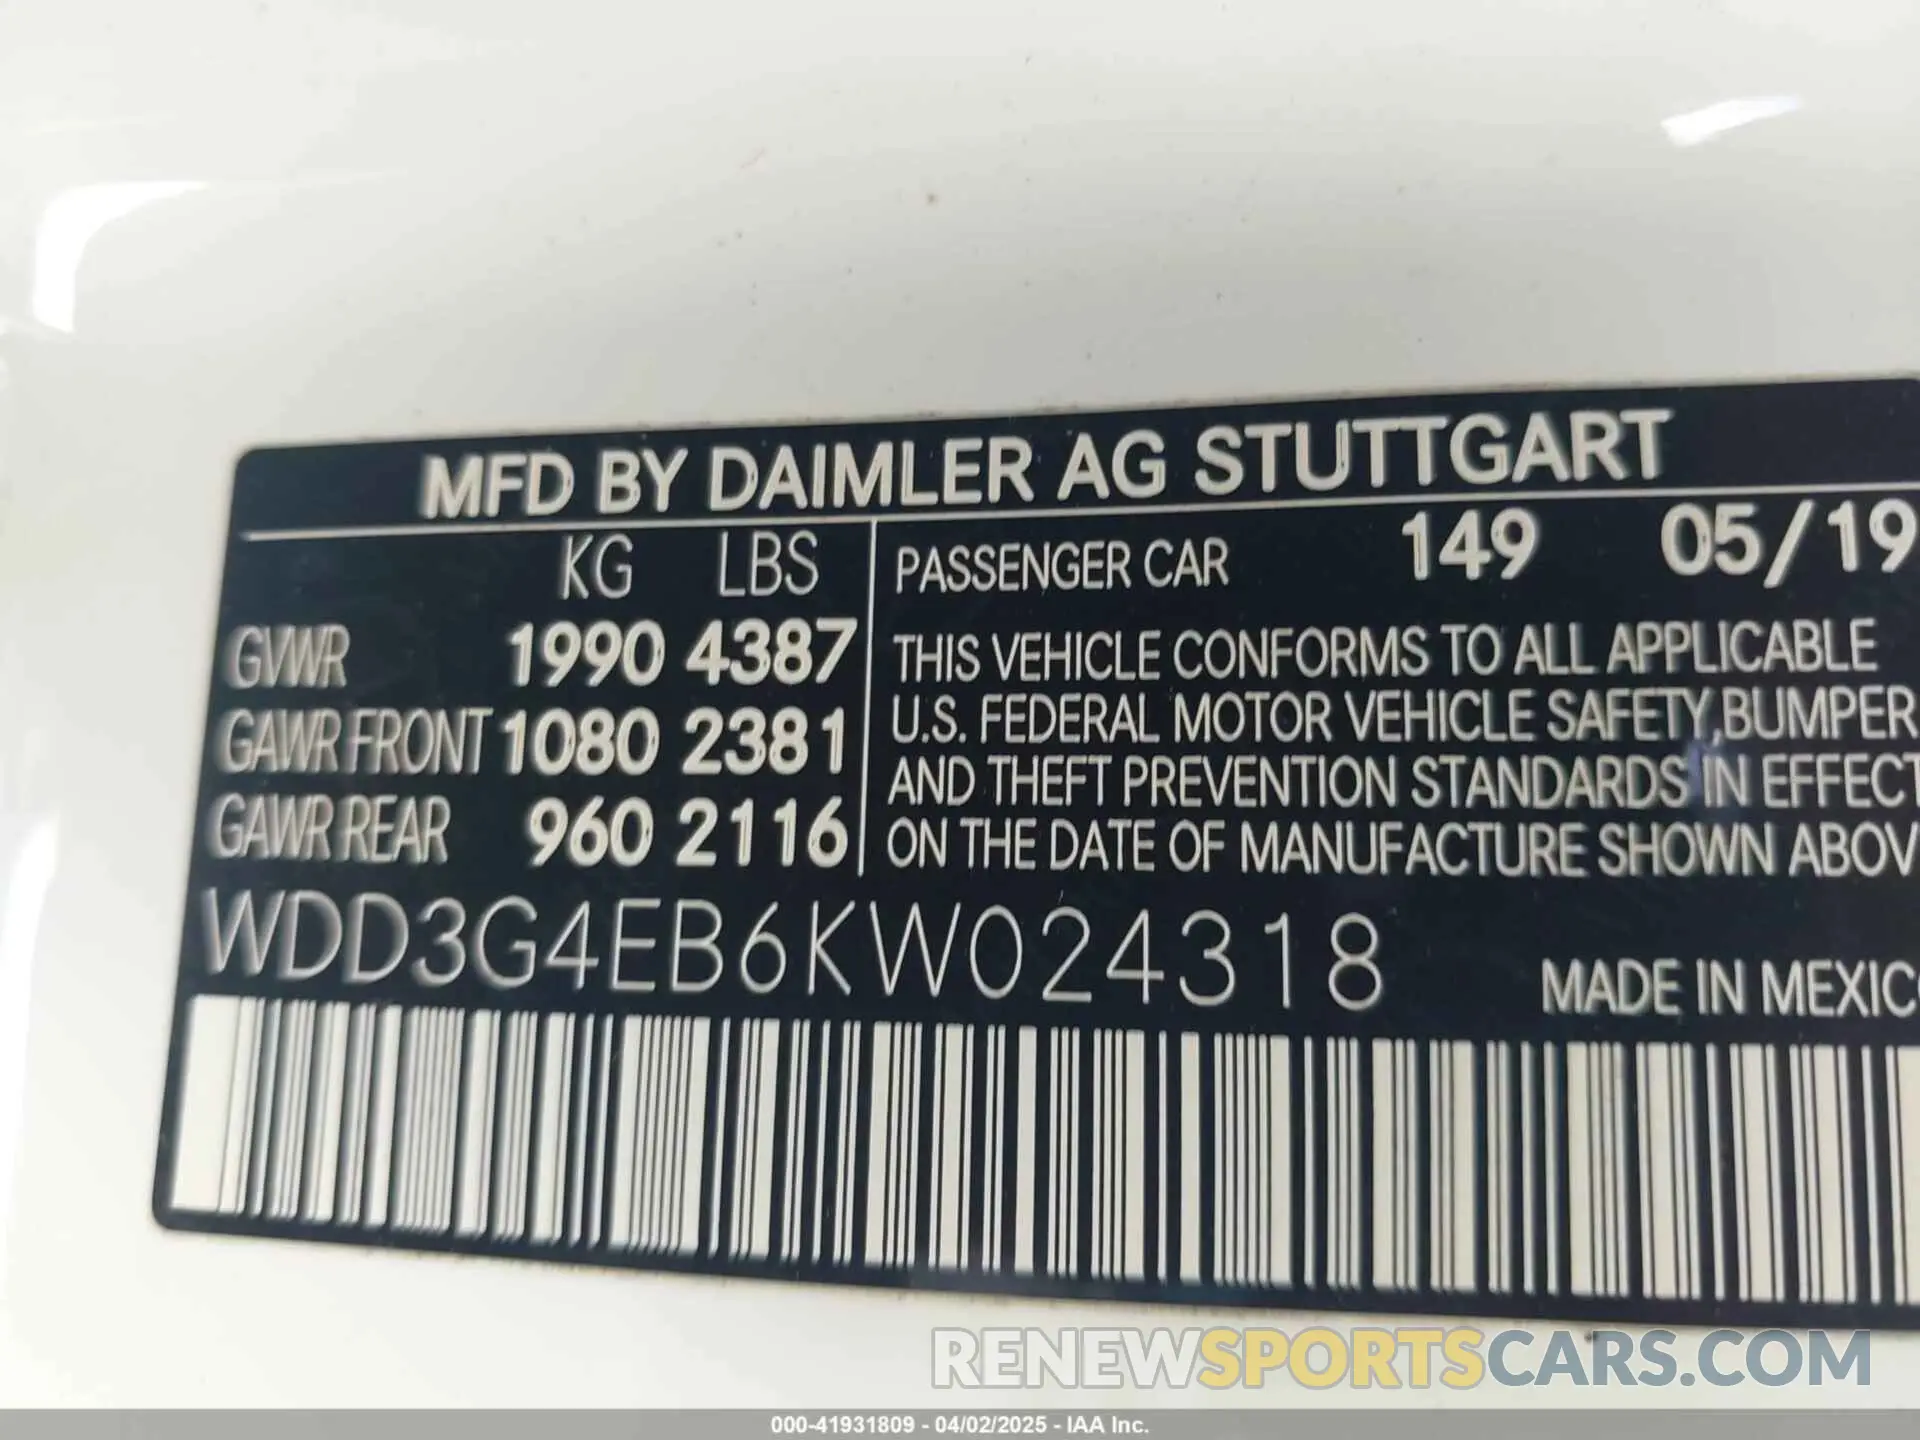 MFD BY DAIMLER AG STUTTGART
KG LBS
GVWR 1990 4387
GAWR FRONT 1080 2381
GAWR REAR 960 2116
PASSENGER CAR 149 05/19
THIS VEHICLE CONFORMS TO ALL APPLICABLE
U.S. FEDERAL MOTOR VEHICLE SAFETY,BUMPER,
AND THEFT PREVENTION STANDARDS IN EFFECT
ON THE DATE OF MANUFACTURE SHOWN ABOV
WDD3G4EB6KW024318
MADE IN MEXICO
RENEWSPORTSCARS.COM
000-41931809 - 04/02/2025 - IAA Inc.